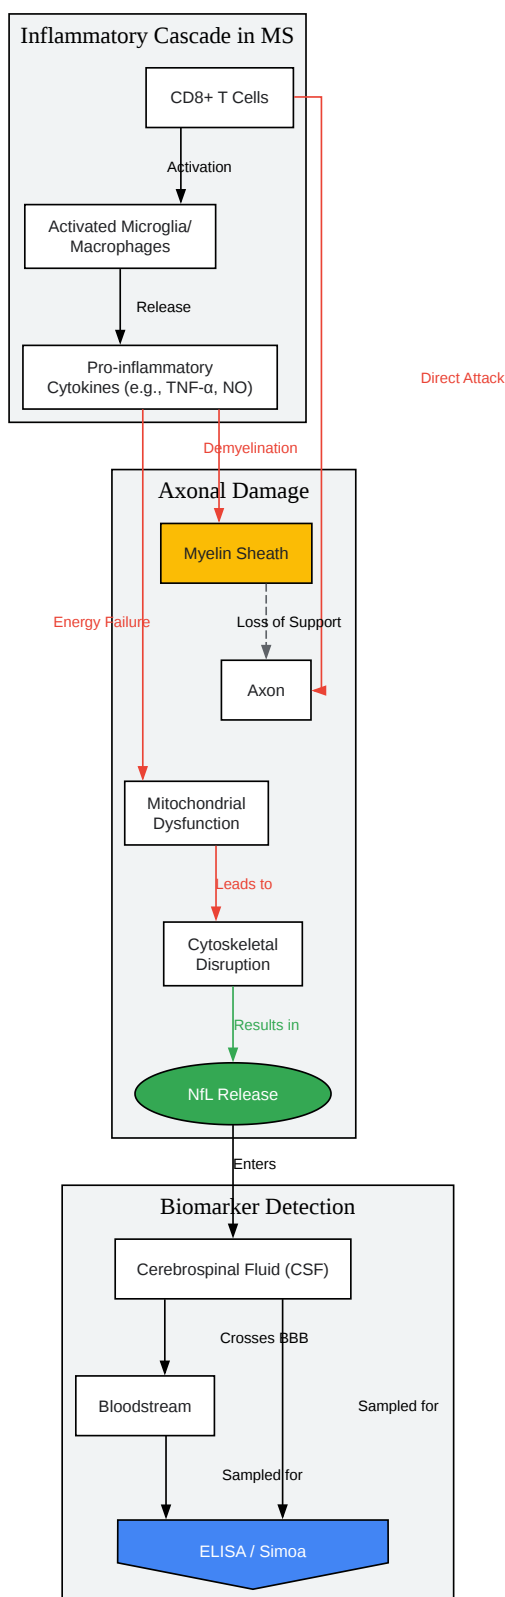 Inflammatory Cascade in MS
CD8+ T Cells
Activation
Activated Microglia/
Macrophages
Release
Pro-inflammatory
Cytokines (e.g., TNF-α, NO)
Direct Attack
Demyelination
Axonal Damage
Myelin Sheath
Energy Failure
Loss of Support
Axon
Mitochondrial
Dysfunction
Leads to
Cytoskeletal
Disruption
Results in
NfL Release
Enters
Biomarker Detection
Cerebrospinal Fluid (CSF)
Crosses BBB
Bloodstream
Sampled for
Sampled for
ELISA / Simoa